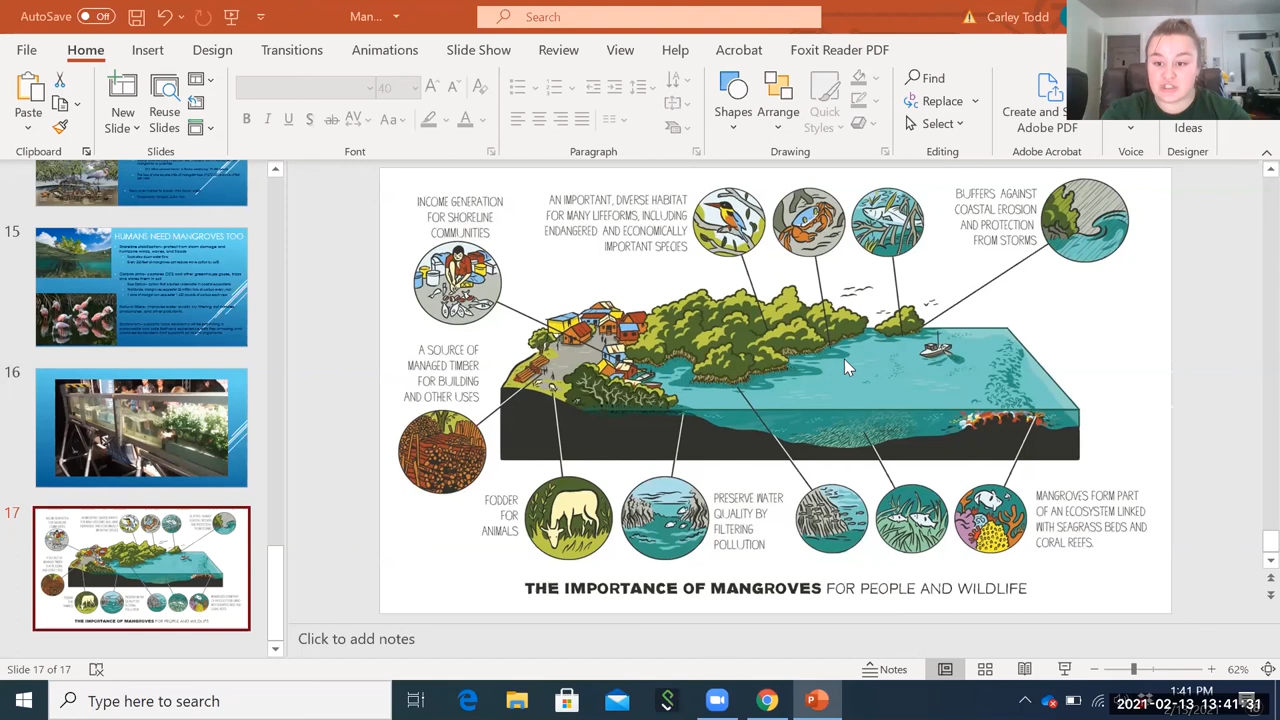 AutoSave Off
Man...
Search
Carley Todd
File Home Insert Design Transitions Animations Slide Show Review View Help Acrobat Foxit Reader PDF
Paste
New
Slide
Reuse
Slides
40
Shapes
Arrange
Quick
Styles
Find
Replace
Select
Create and S
Adobe PDF
Ideas
Clipboard
Slides
Font
Paragraph
Drawing
Editing
Adobe Acrobat
Voice
Designer
15
HUMANS NEED MANGROVES TOO
16
17
INCOME GENERATION
FOR SHORELINE
COMMUNITIES
AN IMPORTANT, DIVERSE HABITAT
FOR MANY LIFEFORMS, INCLUDING
ENDANGERED AND ECONOMICALLY
IMPORTANT SPECIES
BUFFERS AGAINST
COASTAL EROSION
AND PROTECTION
FROM STORMS
A SOURCE OF
MANAGED TIMBER
FOR BUILDING
AND OTHER USES
FODDER
FOR
ANIMALS
PRESERVE WATER
QUALITY BY
FILTERING
POLLUTION
MANGROVES FORM PART
OF AN ECOSYSTEM LINKED
WITH SEAGRASS BEDS AND
CORAL REEFS.
THE IMPORTANCE OF MANGROVES FOR PEOPLE AND WILDLIFE
Click to add notes
Slide 17 of 17
Notes
62%
Type here to search
1:41 PM
2021-02-13 13:41:31